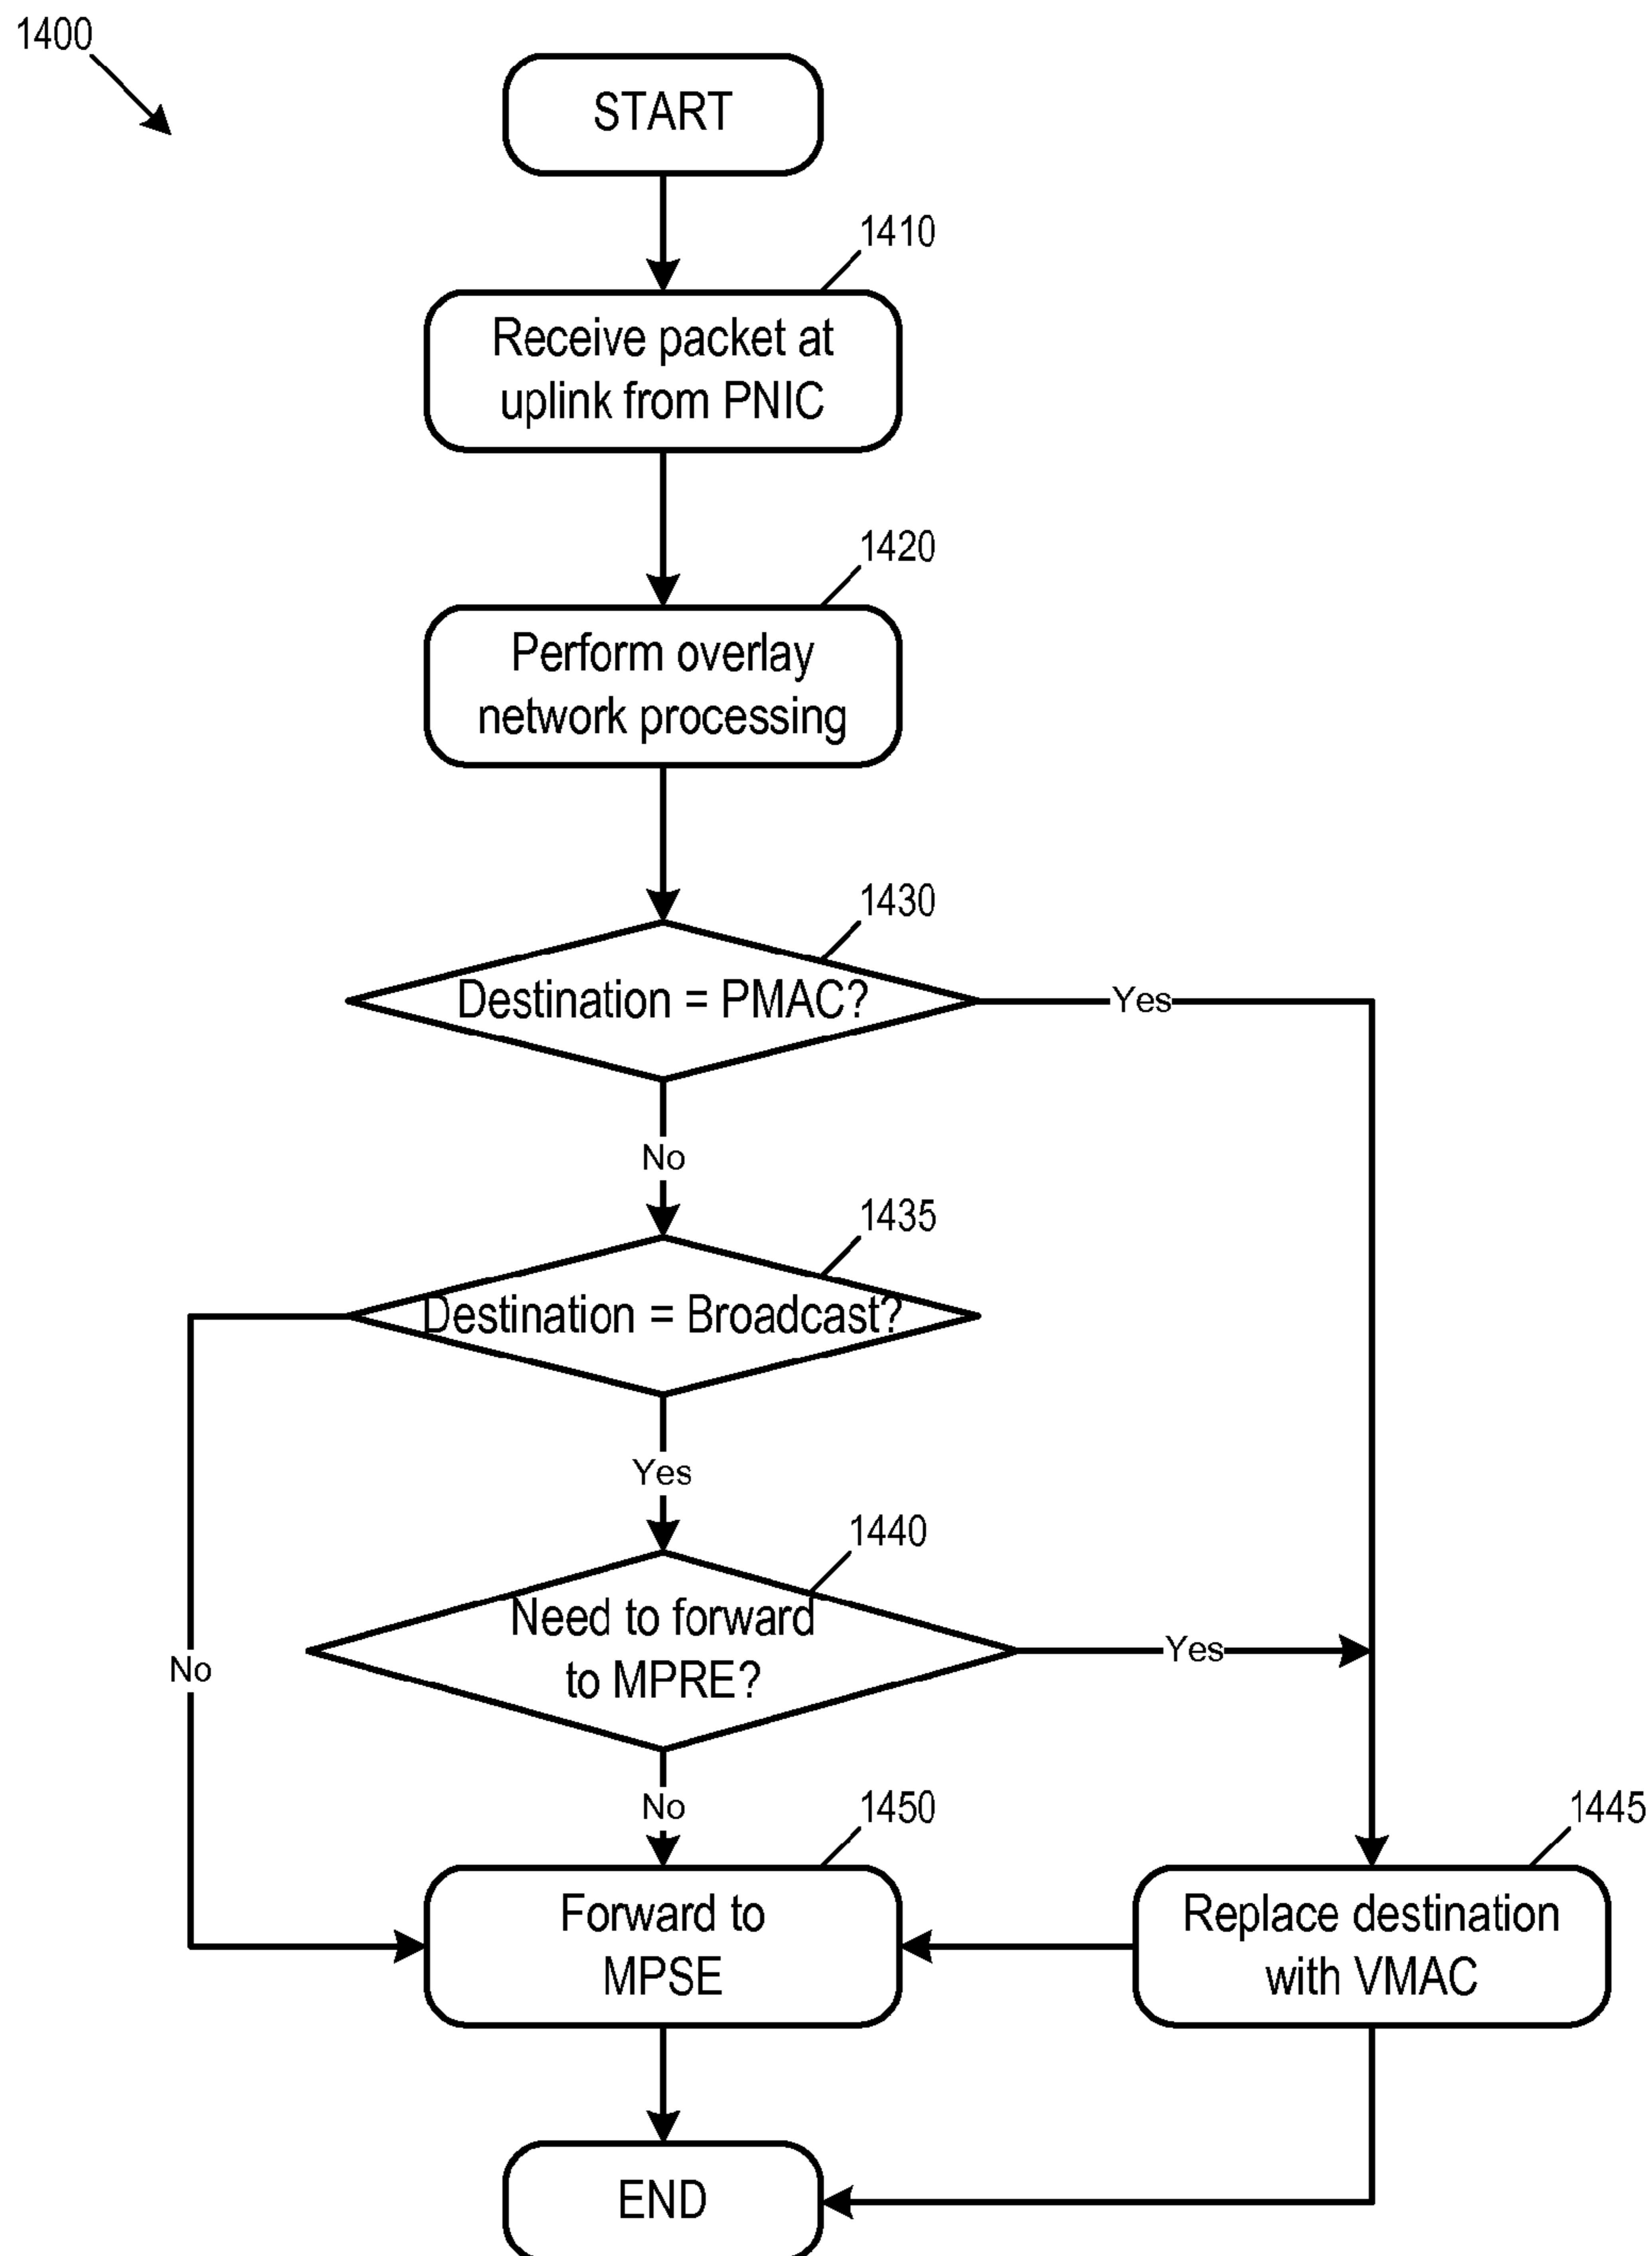 1400
START
1410
Receive packet at
uplink from PNIC
1420
Perform overlay
network processing
1430
Destination = PMAC?
Yes
No
1435
Destination = Broadcast?
Yes
1440
Need to forward
to MPRE?
Yes
No
No
1450
1445
Forward to
MPSE
Replace destination
with VMAC
END